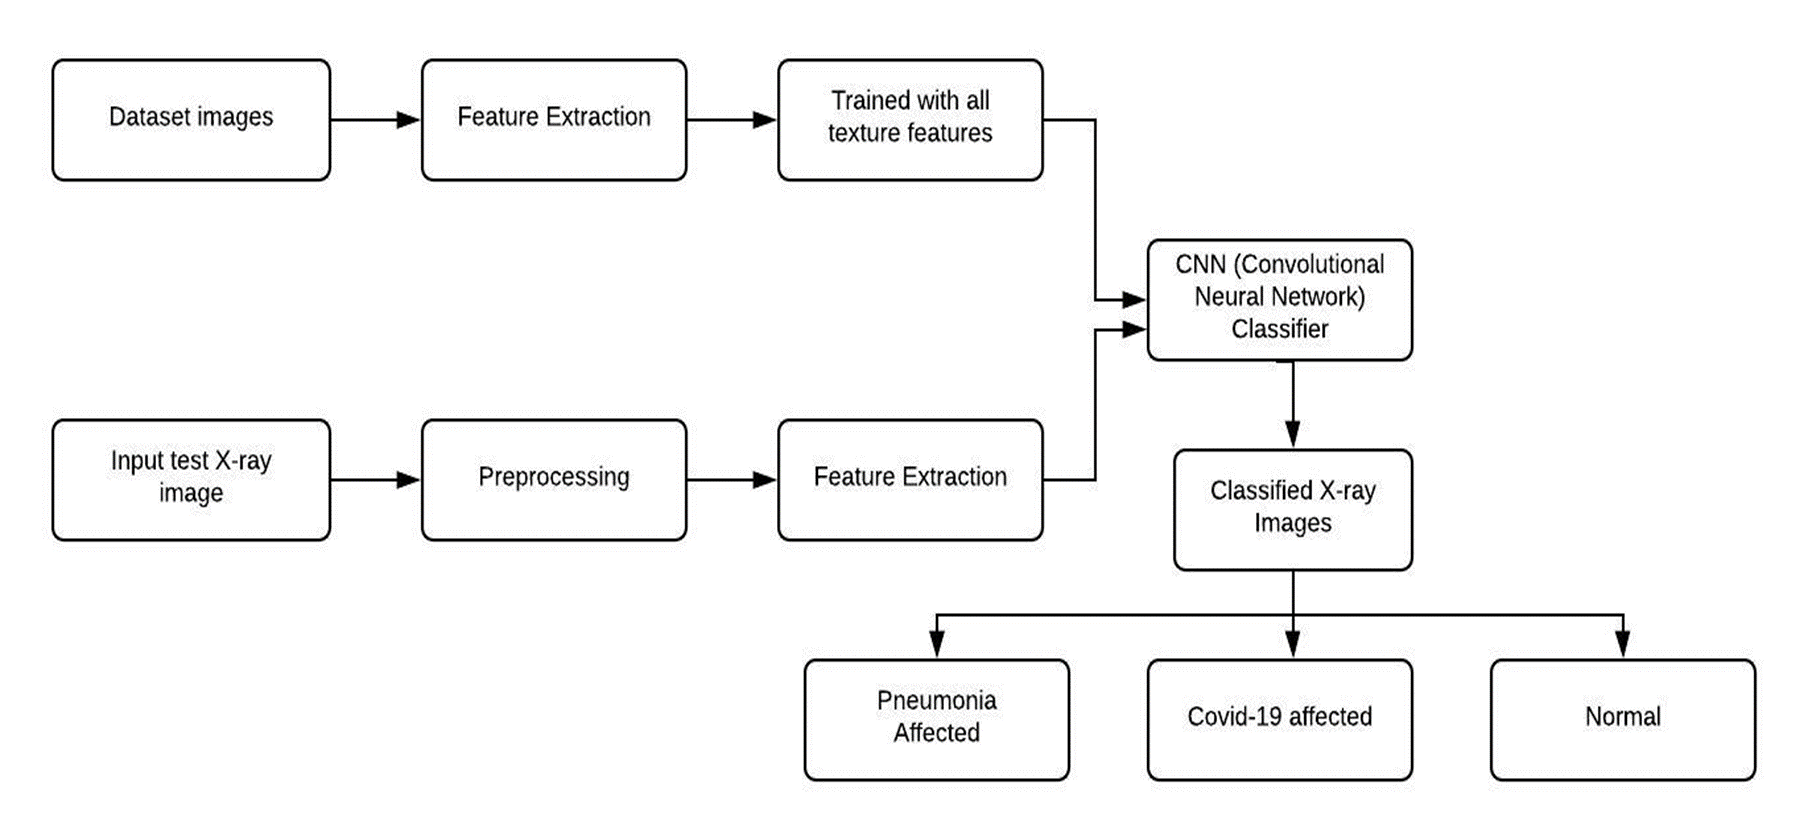 Dataset images
Feature Extraction
Trained with all
texture features
CNN (Convolutional
Neural Network)
Classifier
Input test X-ray
image
Preprocessing
Feature Extraction
Classified X-ray
Images
Pneumonia
Affected
Covid-19 affected
Normal